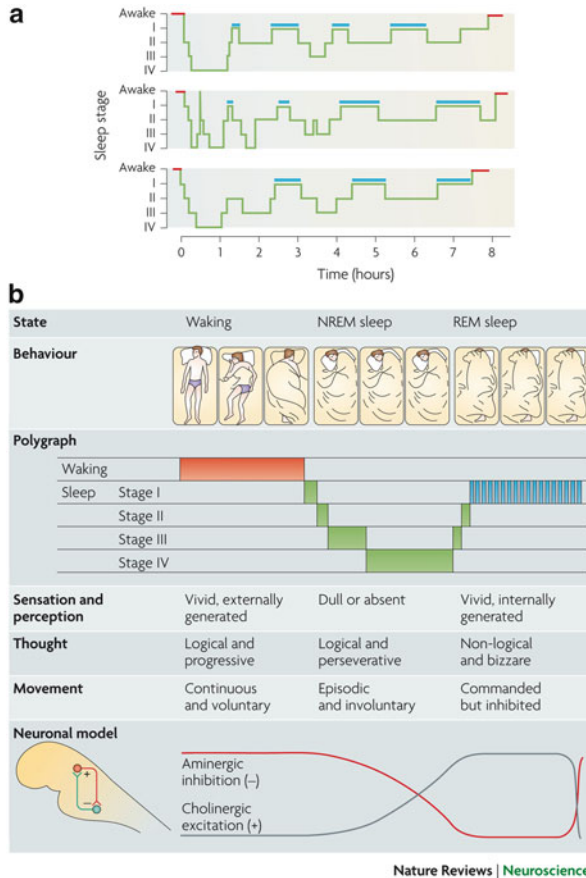 a
Awake
I
II
III
IV
Awake
I
II
III
IV
Awake
I
II
III
IV
Sleep stage
0 1 2 3 4 5 6 7 8
Time (hours)
b
State Waking NREM sleep REM sleep
Behaviour
Polygraph
Waking
Sleep Stage I
Stage II
Stage III
Stage IV
Sensation and perception
Vivid, externally generated
Dull or absent
Vivid, internally generated
Thought
Logical and progressive
Logical and perseverative
Non-logical and bizzare
Movement
Continuous and voluntary
Episodic and involuntary
Commanded but inhibited
Neuronal model
+
–
Aminergic
inhibition (–)
Cholinergic
excitation (+)
Nature Reviews | Neuroscience